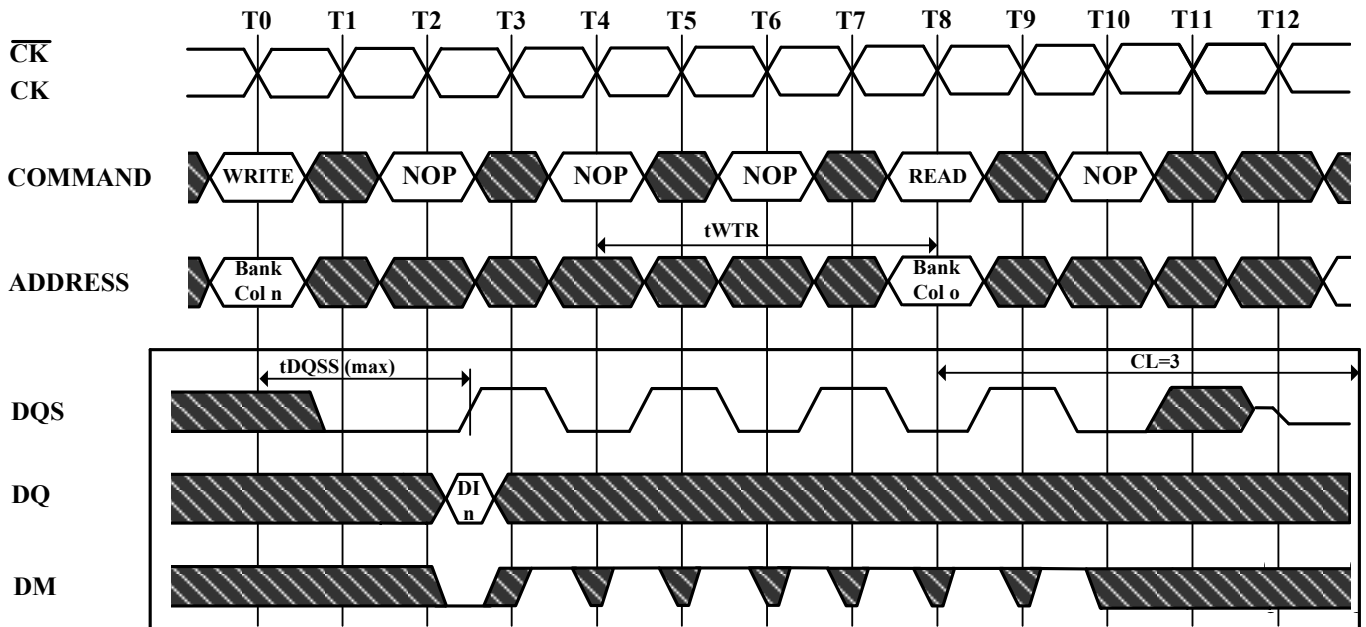 T0 T1 T2 T3 T4 T5 T6 T7 T8 T9 T10 T11 T12
CK
CK
COMMAND WRITE NOP NOP NOP READ NOP
tWTR
ADDRESS Bank Col n Bank Col o
tDQSS (max) CL=3
DQS
DQ DI n
DM